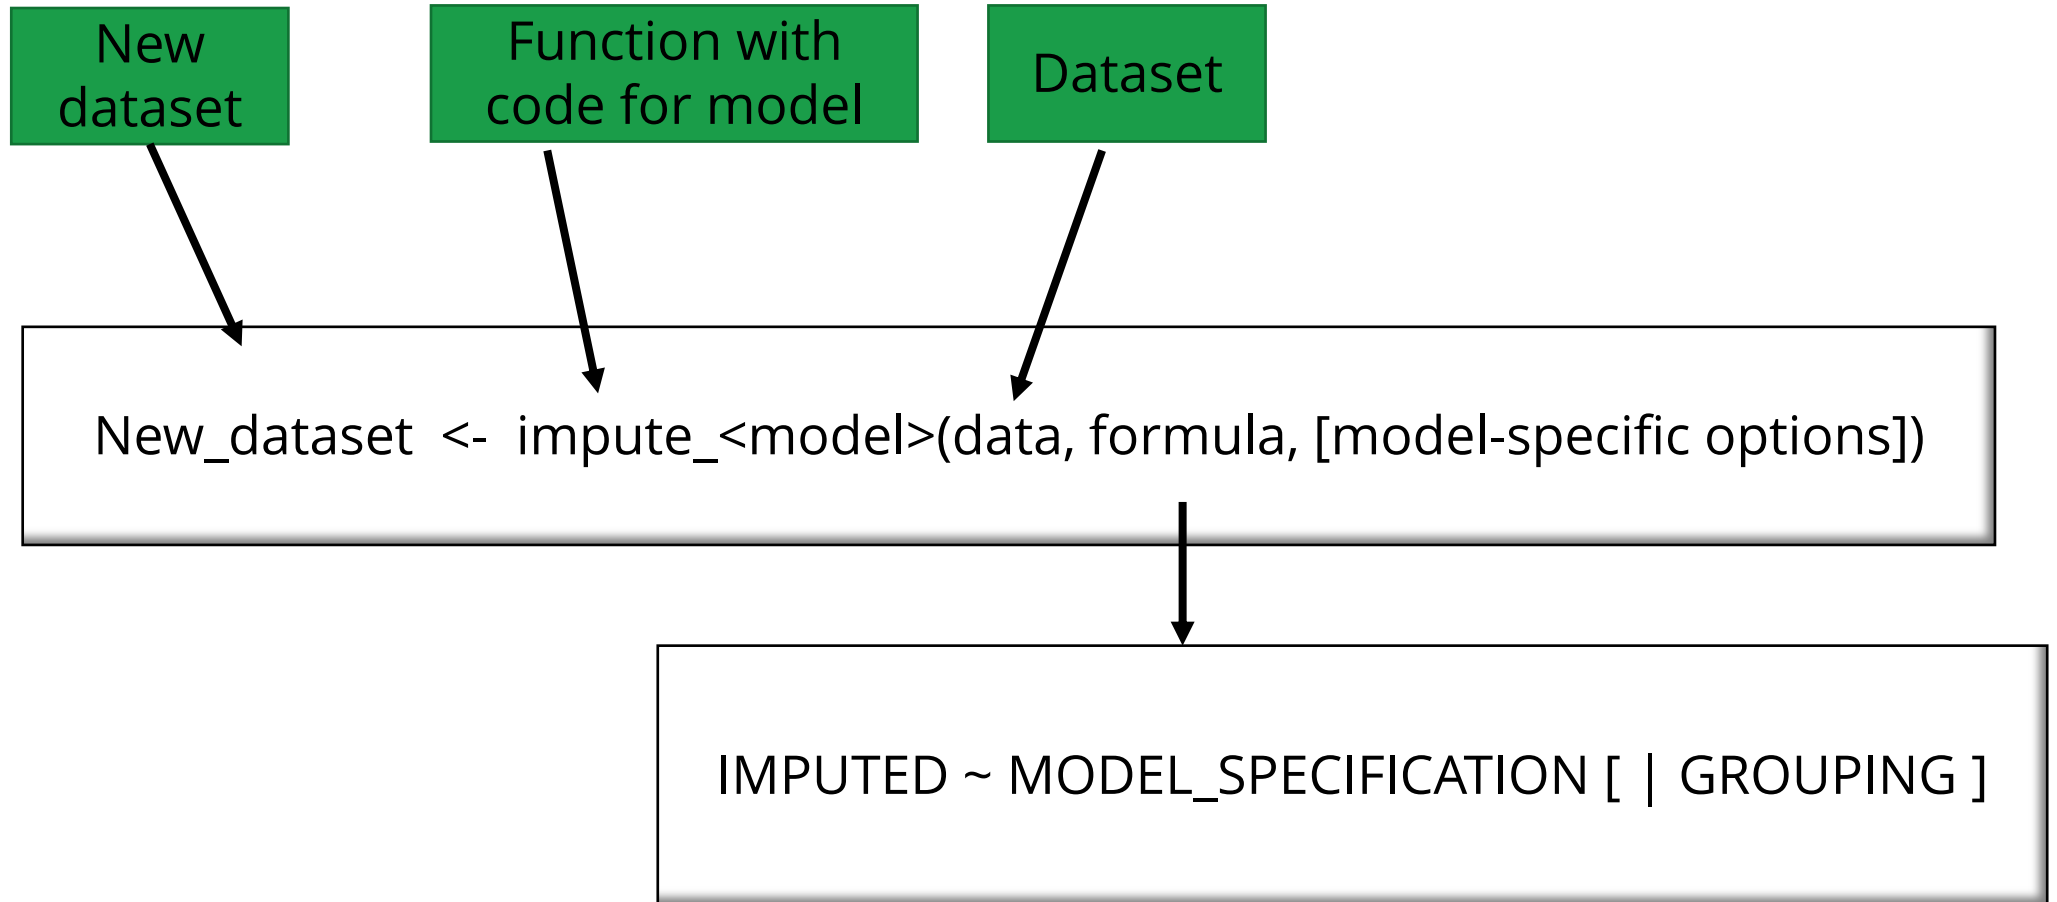 New
dataset
Function with
code for model
Dataset
New_dataset <- impute_<model>(data, formula, [model-specific options])
IMPUTED ~ MODEL_SPECIFICATION [ | GROUPING ]